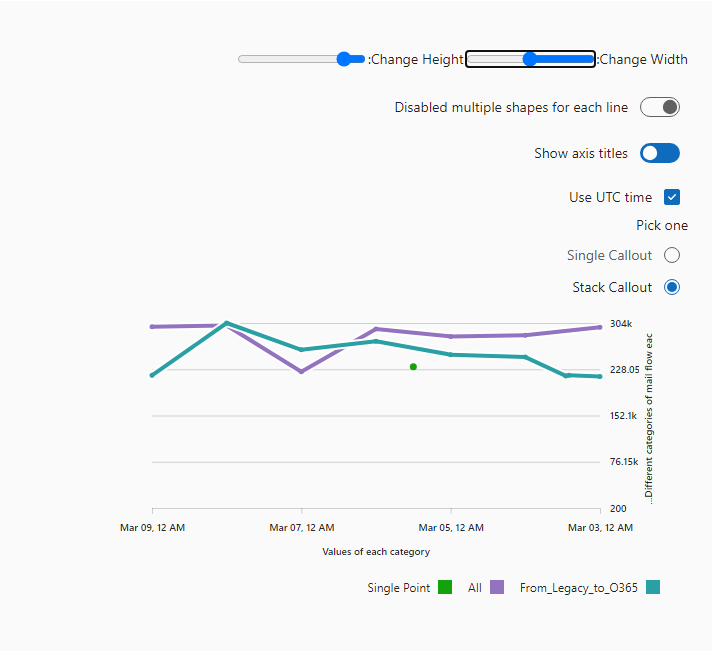 :Change Height :Change Width
Disabled multiple shapes for each line
Show axis titles
Use UTC time
Pick one
Single Callout
Stack Callout
304k
228.05
152.1k
76.15k
200
...Different categories of mail flow eac
Mar 09, 12 AM Mar 07, 12 AM Mar 05, 12 AM Mar 03, 12 AM
Values of each category
Single Point All From_Legacy_to_O365